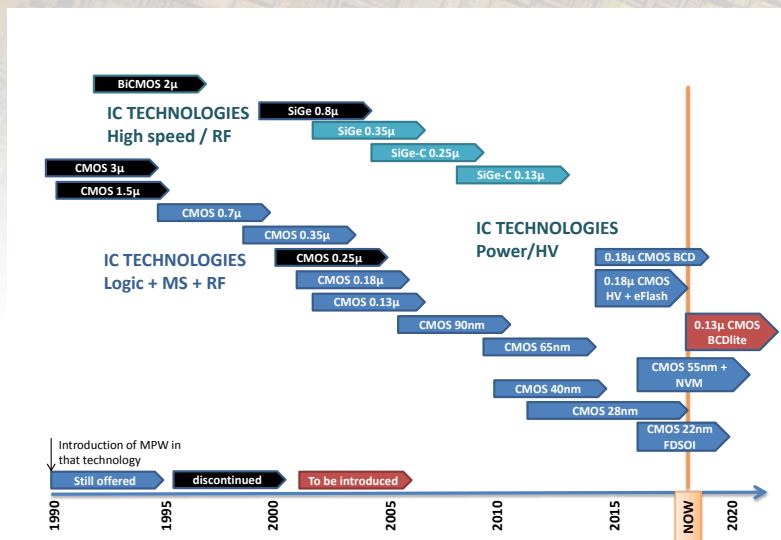 BiCMOS 2µ
IC TECHNOLOGIES
High speed / RF
SiGe 0.8µ
SiGe 0.35µ
SiGe-C 0.25µ
SiGe-C 0.13µ
CMOS 3µ
CMOS 1.5µ
CMOS 0.7µ
CMOS 0.35µ
IC TECHNOLOGIES
Power/HV
IC TECHNOLOGIES
Logic + MS + RF
CMOS 0.25µ
0.18µ CMOS BCD
CMOS 0.18µ
0.18µ CMOS
HV + eFlash
CMOS 0.13µ
CMOS 90nm
0.13µ CMOS
BCDlite
CMOS 65nm
CMOS 55nm +
NVM
CMOS 40nm
CMOS 28nm
CMOS 22nm
FDSOI
Introduction of MPW in
that technology
Still offered
discontinued
To be introduced
1990
1995
2000
2005
2010
2015
NOW
2020